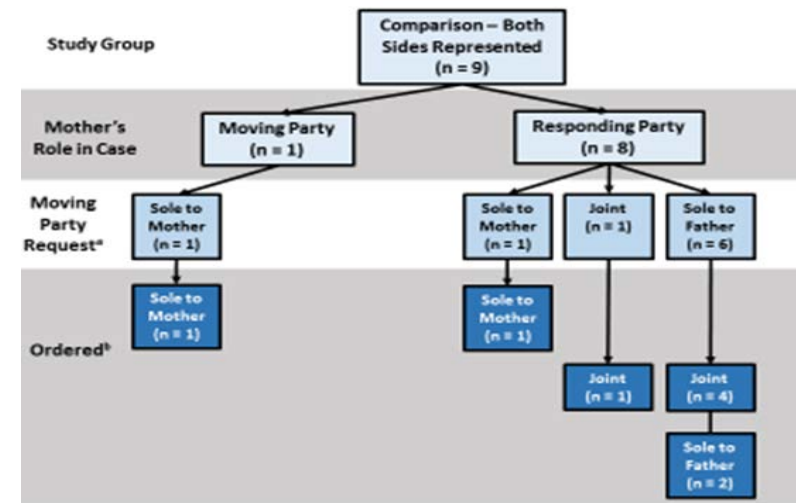 Study Group
Comparison – Both
Sides Represented
(n = 9)
Mother's
Role in Case
Moving Party
(n = 1)
Responding Party
(n = 8)
Moving
Party
Requestᵃ
Sole to
Mother
(n = 1)
Sole to
Mother
(n = 1)
Joint
(n = 1)
Sole to
Father
(n = 6)
Orderedᵇ
Sole to
Mother
(n = 1)
Sole to
Mother
(n = 1)
Joint
(n = 1)
Joint
(n = 4)
Sole to
Father
(n = 2)